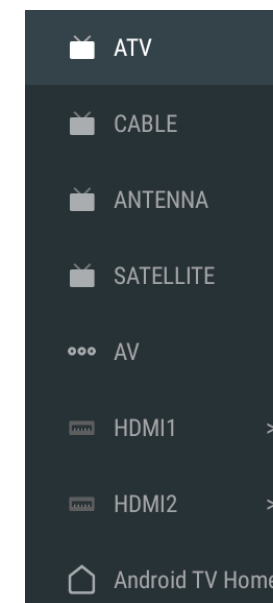 ATV
CABLE
ANTENNA
SATELLITE
AV
HDMI1 >
HDMI2 >
Android TV Home